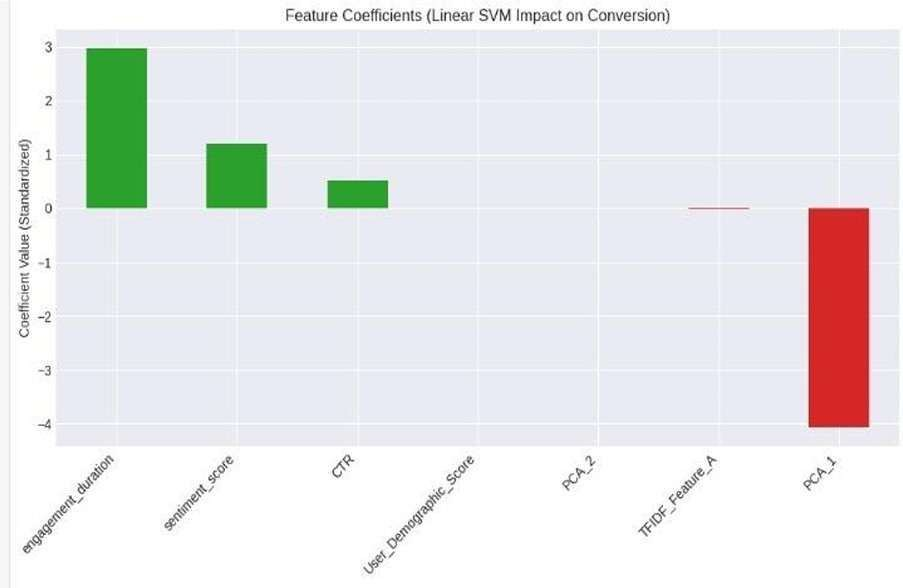 Feature Coefficients (Linear SVM Impact on Conversion)
Coefficient Value (Standardized)
3
2
1
0
−1
−2
−3
−4
engagement_duration
sentiment_score
CTR
User_Demographic_Score
PCA_2
TFIDF_Feature_A
PCA_1